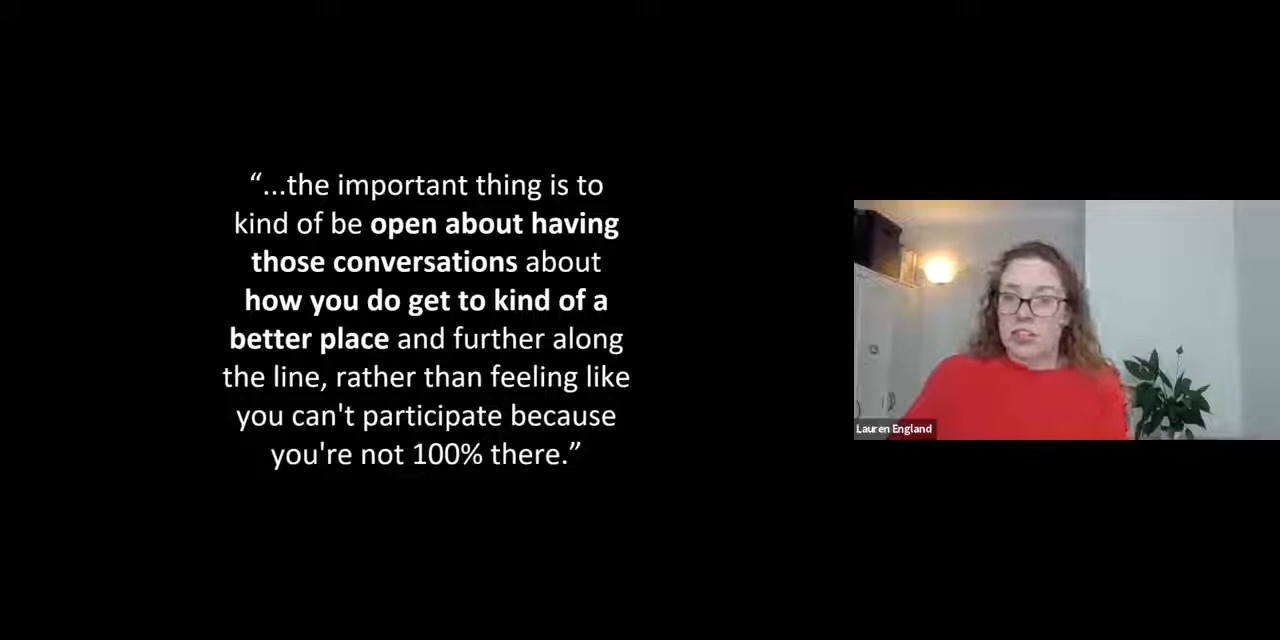 “...the important thing is to
kind of be open about having
those conversations about
how you do get to kind of a
better place and further along
the line, rather than feeling like
you can't participate because
you're not 100% there.”
Lauren England